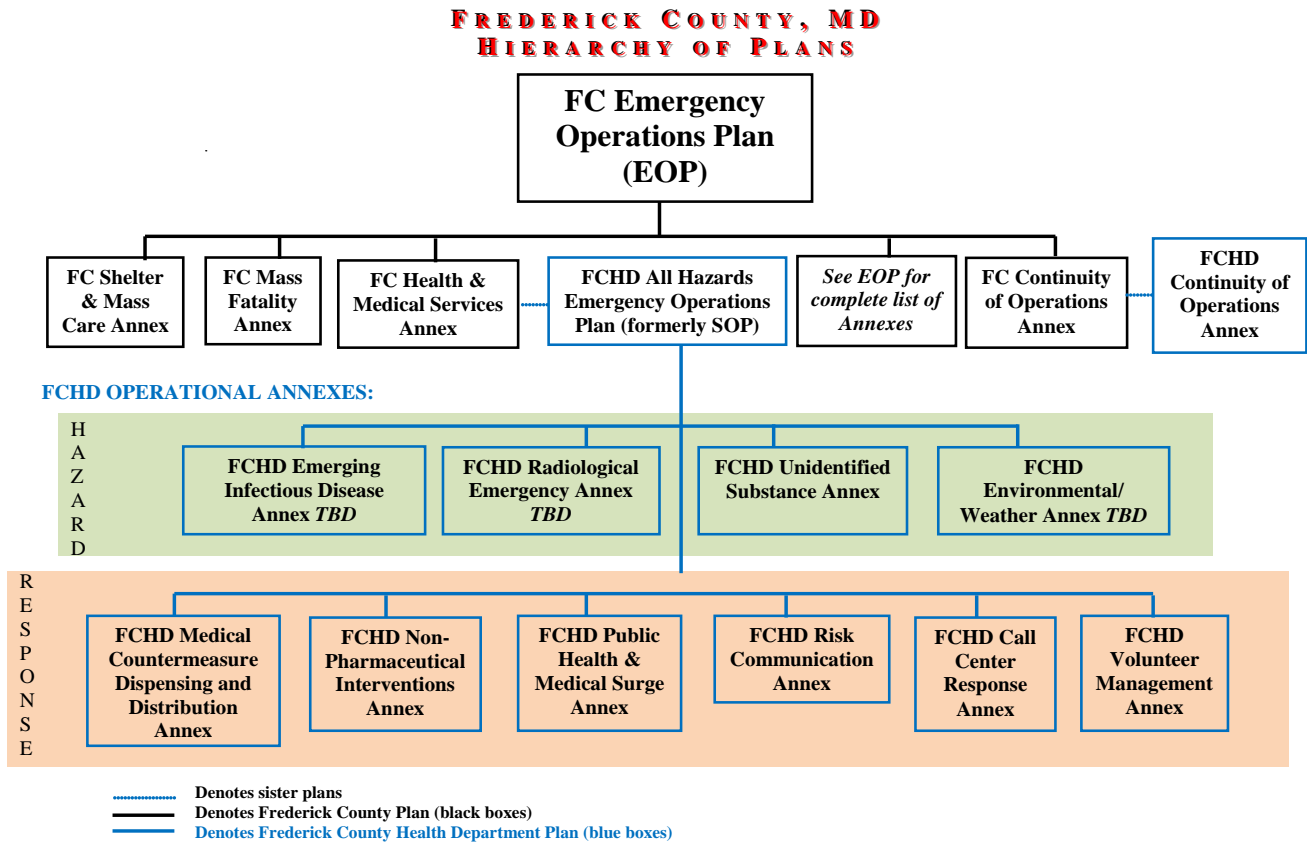 FREDERICK COUNTY, MD
HIERARCHY OF PLANS
FC Emergency
Operations Plan
(EOP)
FC Shelter
& Mass
Care Annex
FC Mass
Fatality
Annex
FC Health &
Medical Services
Annex
FCHD All Hazards
Emergency Operations
Plan (formerly SOP)
See EOP for
complete list of
Annexes
FC Continuity
of Operations
Annex
FCHD
Continuity of
Operations
Annex
FCHD OPERATIONAL ANNEXES:
H
A
Z
A
R
D
FCHD Emerging
Infectious Disease
Annex TBD
FCHD Radiological
Emergency Annex
TBD
FCHD Unidentified
Substance Annex
FCHD
Environmental/
Weather Annex TBD
R
E
S
P
O
N
S
E
FCHD Medical
Countermeasure
Dispensing and
Distribution
Annex
FCHD Non-
Pharmaceutical
Interventions
Annex
FCHD Public
Health &
Medical Surge
Annex
FCHD Risk
Communication
Annex
FCHD Call
Center
Response
Annex
FCHD
Volunteer
Management
Annex
Denotes sister plans
Denotes Frederick County Plan (black boxes)
Denotes Frederick County Health Department Plan (blue boxes)